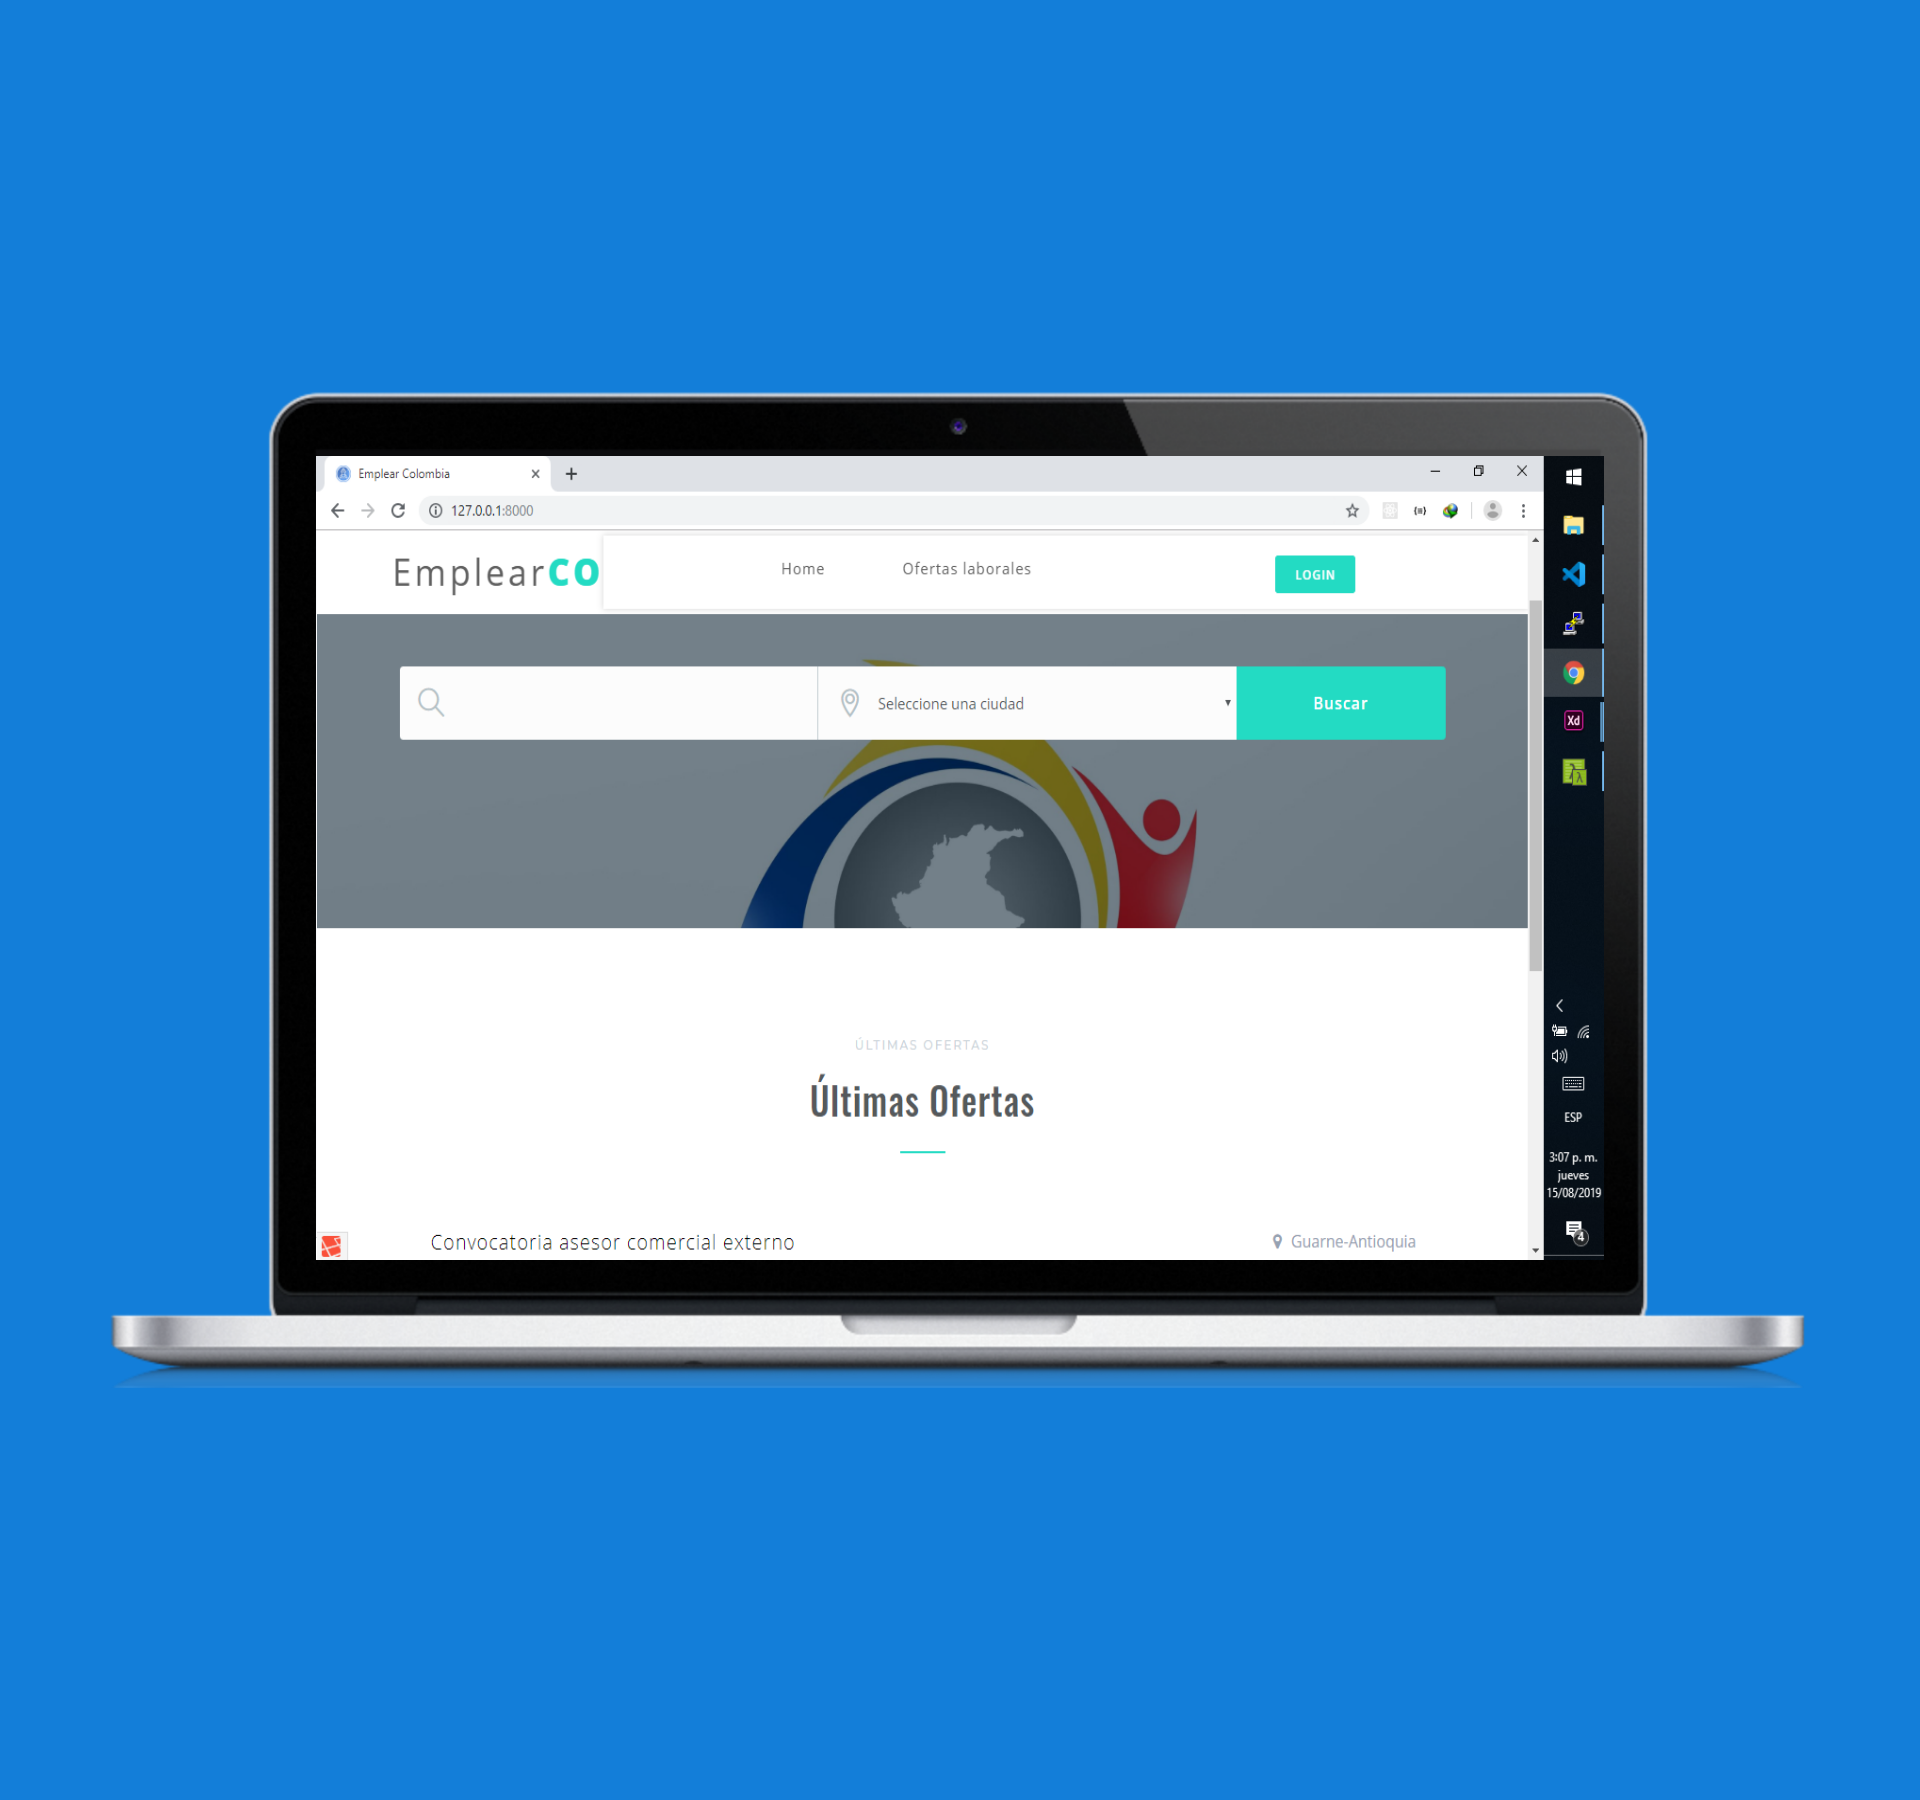 Emplear Colombia
127.0.0.1:8000
Emplearco
Home
Ofertas laborales
LOGIN
Seleccione una ciudad
Buscar
ÚLTIMAS OFERTAS
Últimas Ofertas
Convocatoria asesor comercial externo
Guarne-Antioquia
Xd
ESP
3:07 p. m.
jueves
15/08/2019
4